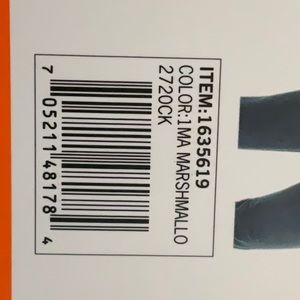 ITEM:1635619
COLOR:1MA MARSHMALLO
2720CK
7 05211 48178 4